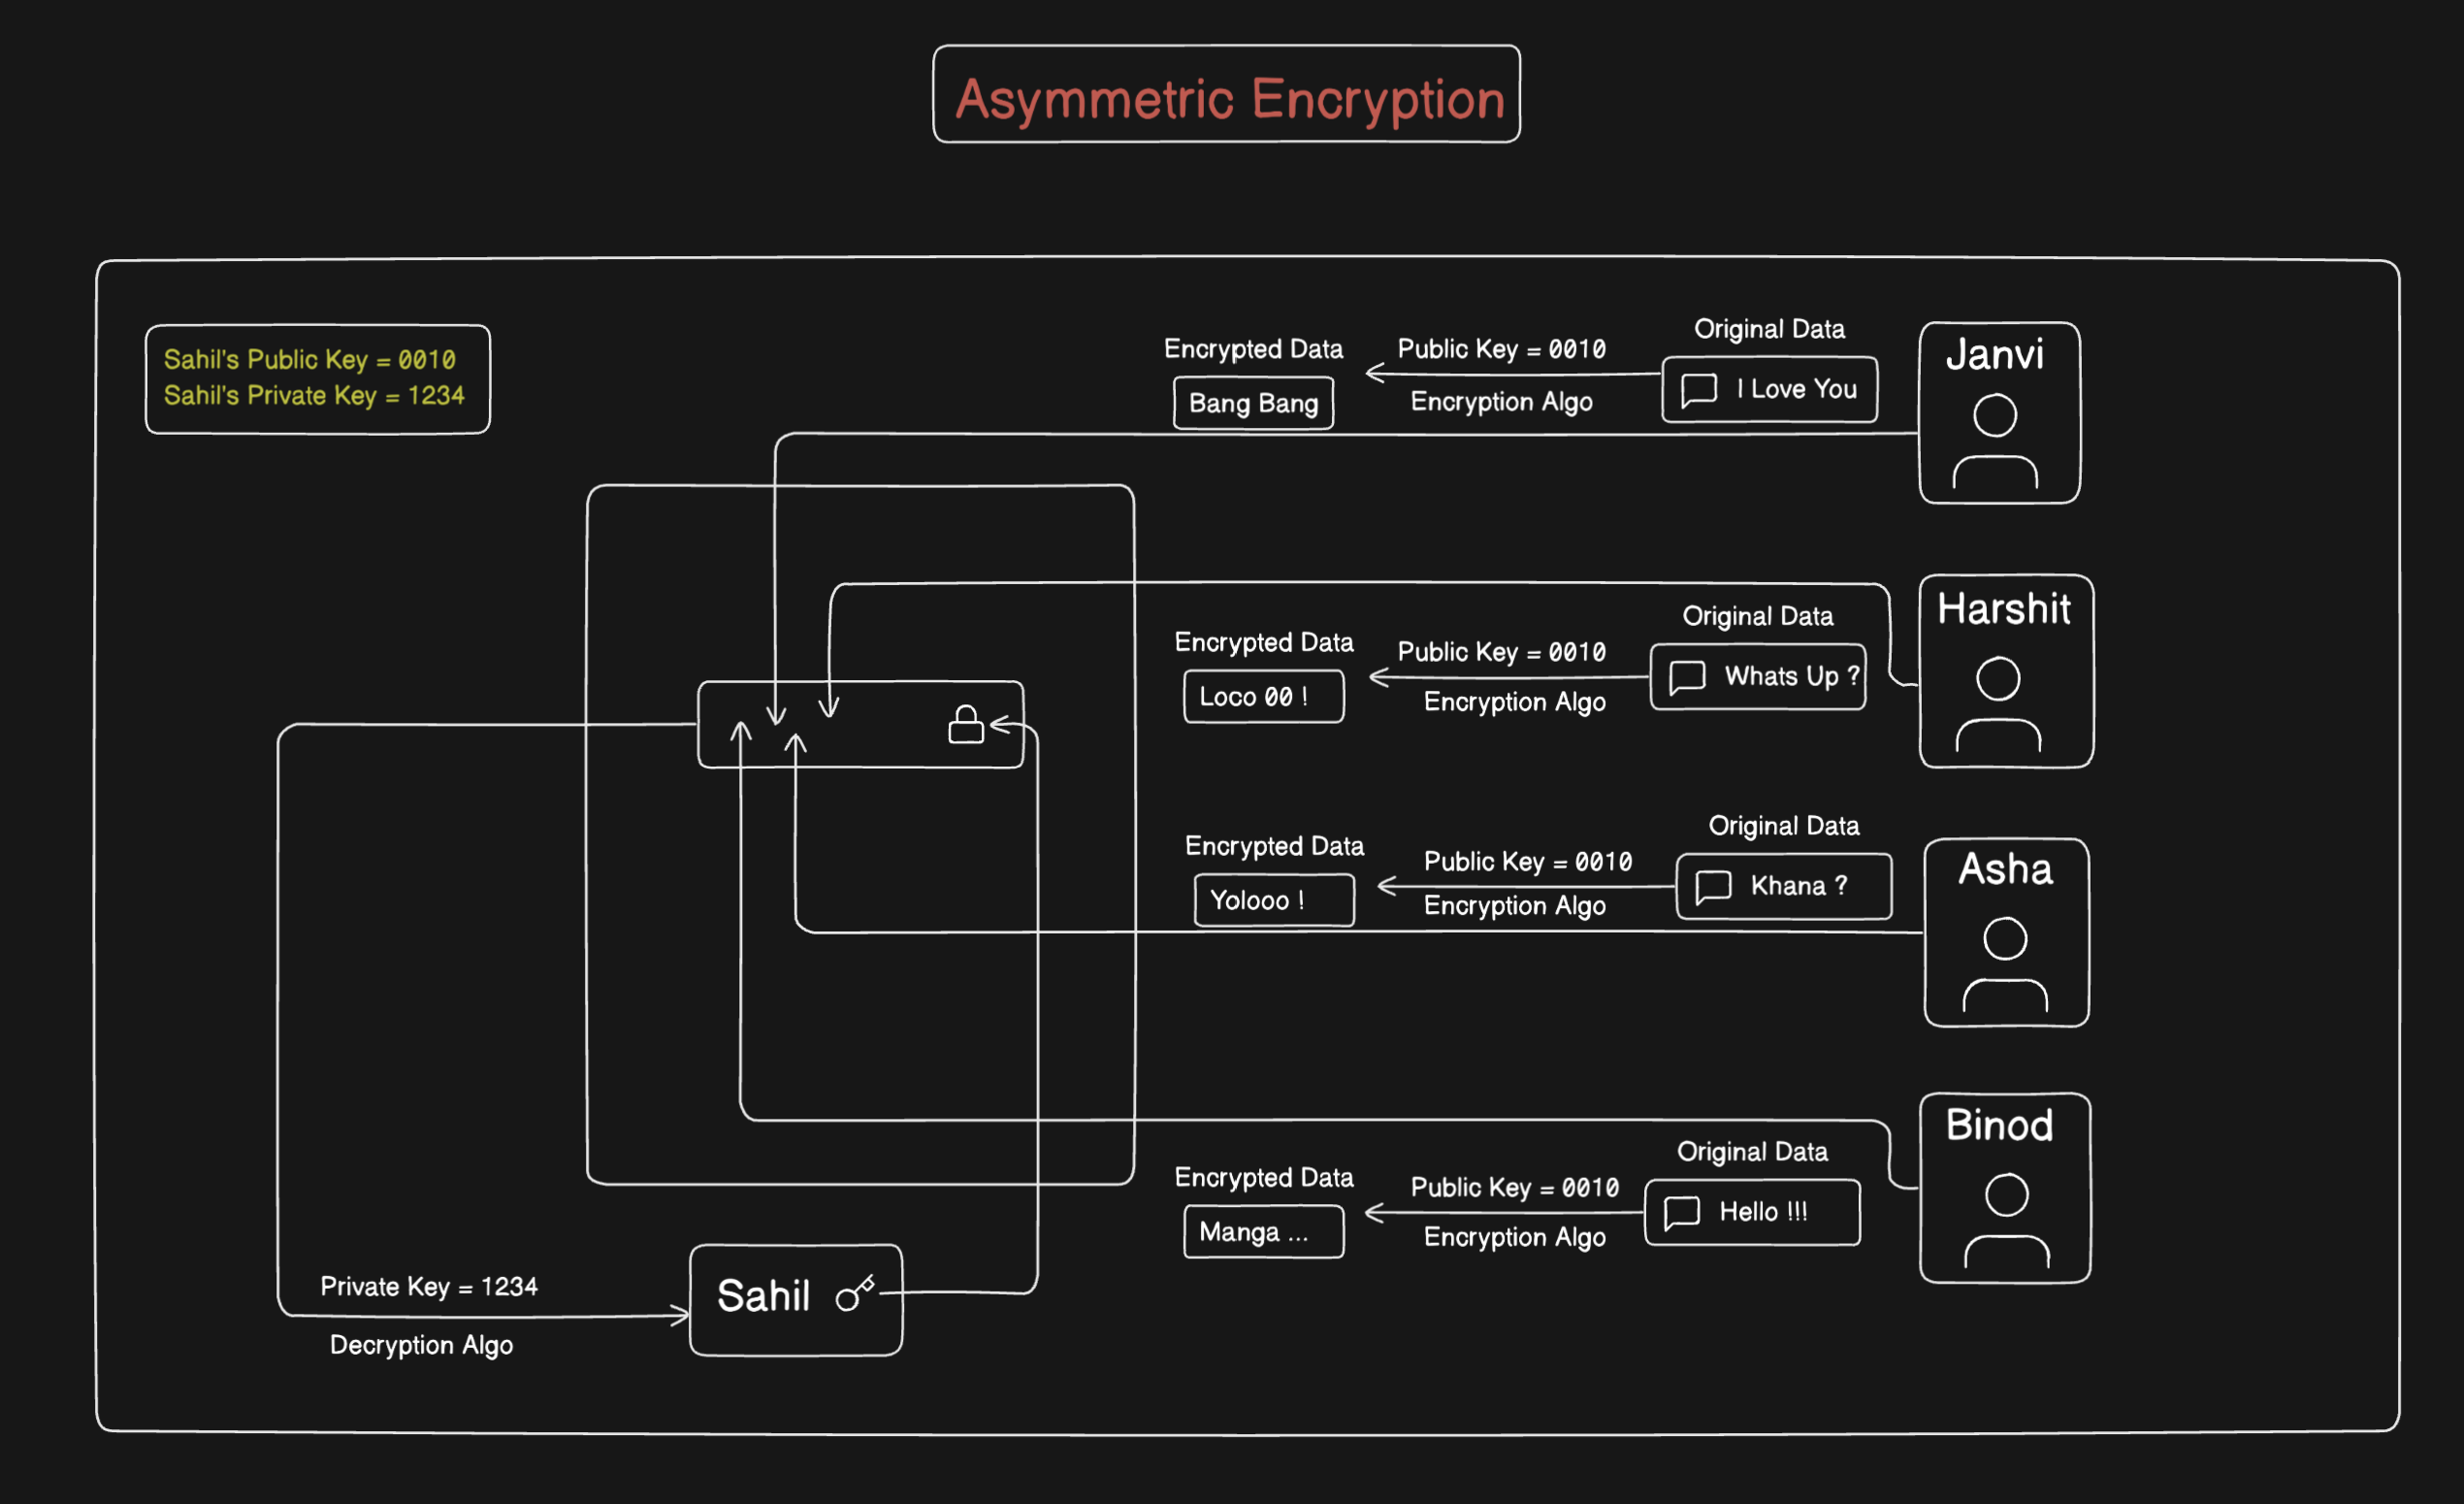 Asymmetric Encryption
Sahil's Public Key = 0010
Sahil's Private Key = 1234
Encrypted Data
Bang Bang
Public Key = 0010
Encryption Algo
Original Data
I Love You
Janvi
Encrypted Data
Loco 00 !
Public Key = 0010
Encryption Algo
Original Data
Whats Up ?
Harshit
Encrypted Data
Yolooo !
Public Key = 0010
Encryption Algo
Original Data
Khana ?
Asha
Encrypted Data
Manga ...
Public Key = 0010
Encryption Algo
Original Data
Hello !!!
Binod
Private Key = 1234
Decryption Algo
Sahil